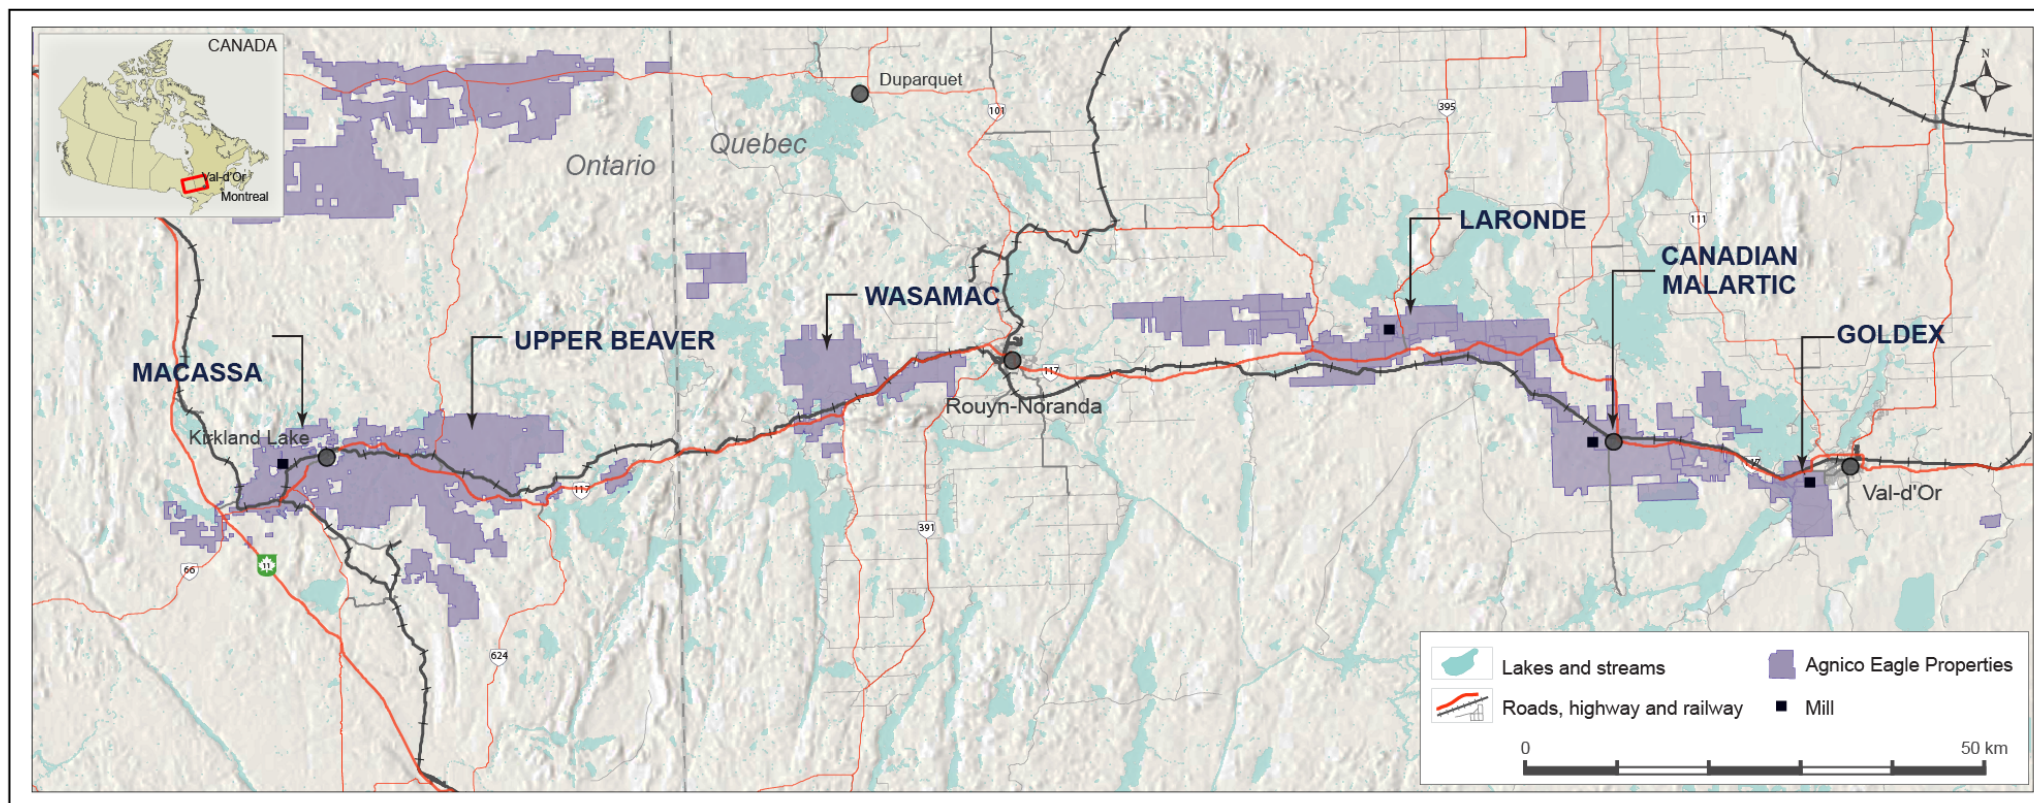 CANADA
Val-d'Or
Montreal
Duparquet
Ontario
Quebec
101
395
111
LARONDE
CANADIAN
MALARTIC
WASAMAC
UPPER BEAVER
GOLDEX
MACASSA
N
117
Rouyn-Noranda
Kirkland Lake
117
117
Val-d'Or
391
66
11
624
Lakes and streams
Agnico Eagle Properties
Roads, highway and railway
Mill
0
50 km